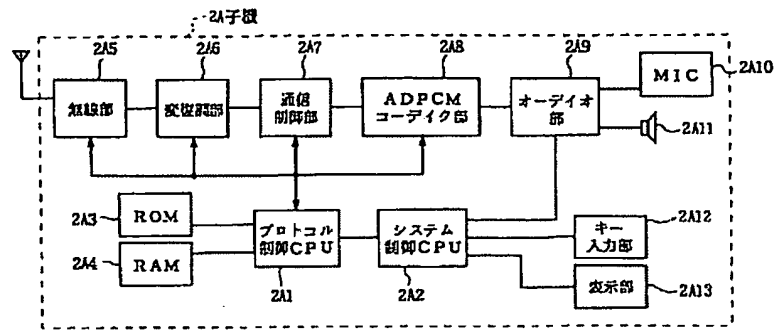 2A子機
2A5
2A6
2A7
2A8
2A9
無線部
変復調部
通信
制御部
ADPCM
コーデイク部
オーデイオ
部
MIC
2A10
2A11
2A3
ROM
2A4
RAM
プロトコル
制御CPU
2A1
システム
制御CPU
2A2
キー
入力部
2A12
表示部
2A13